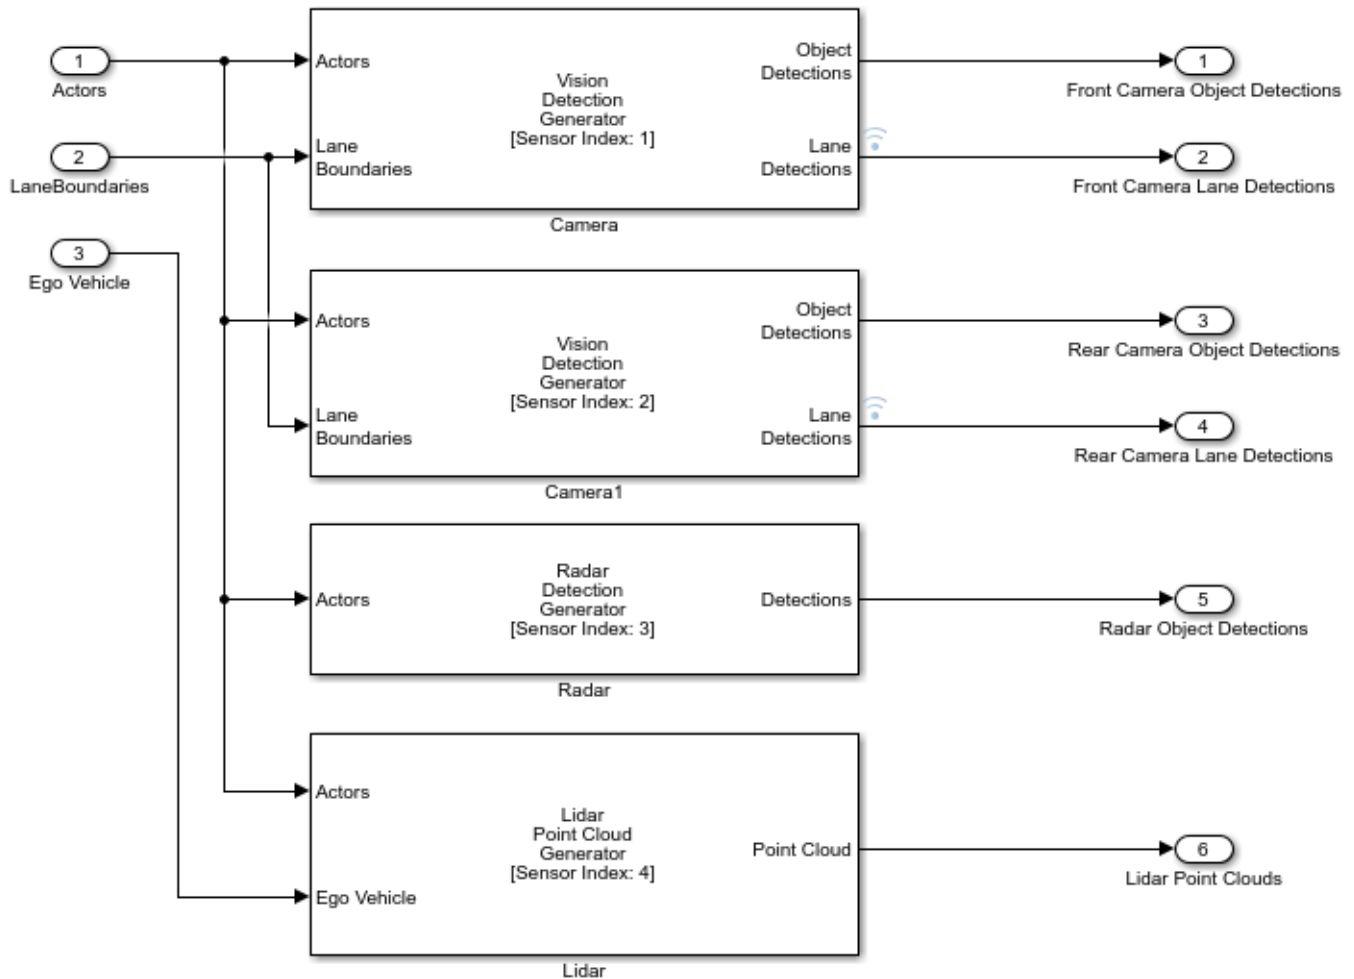 1
Actors
2
LaneBoundaries
3
Ego Vehicle
Actors
Lane
Boundaries
Vision
Detection
Generator
[Sensor Index: 1]
Object
Detections
Lane
Detections
Camera
1
Front Camera Object Detections
2
Front Camera Lane Detections
Actors
Lane
Boundaries
Vision
Detection
Generator
[Sensor Index: 2]
Object
Detections
Lane
Detections
Camera1
3
Rear Camera Object Detections
4
Rear Camera Lane Detections
Actors
Radar
Detection
Generator
[Sensor Index: 3]
Detections
Radar
5
Radar Object Detections
Actors
Ego Vehicle
Lidar
Point Cloud
Generator
[Sensor Index: 4]
Point Cloud
Lidar
6
Lidar Point Clouds